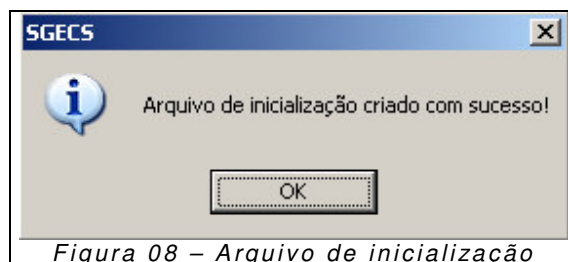 SGECS
Arquivo de inicialização criado com sucesso!
OK
Figura 08 – Arquivo de inicialização